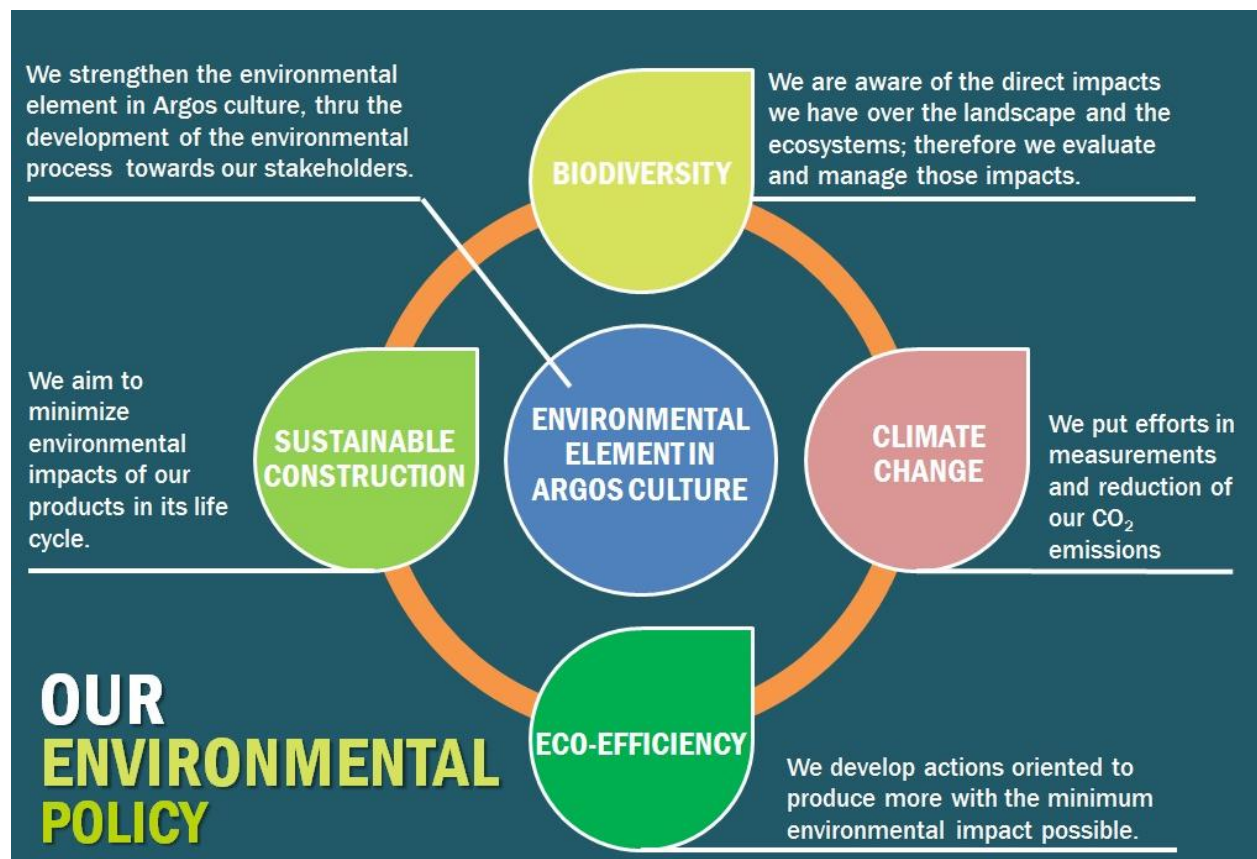 We strengthen the environmental
element in Argos culture, thru the
development of the environmental
process towards our stakeholders.
BIODIVERSITY
We are aware of the direct impacts
we have over the landscape and the
ecosystems; therefore we evaluate
and manage those impacts.
We aim to
minimize
environmental
impacts of our
products in its life
cycle.
SUSTAINABLE
CONSTRUCTION
ENVIRONMENTAL
ELEMENT IN
ARGOS CULTURE
CLIMATE
CHANGE
We put efforts in
measurements
and reduction of
our CO₂
emissions
OUR
ENVIRONMENTAL
POLICY
ECO-EFFICIENCY
We develop actions oriented to
produce more with the minimum
environmental impact possible.